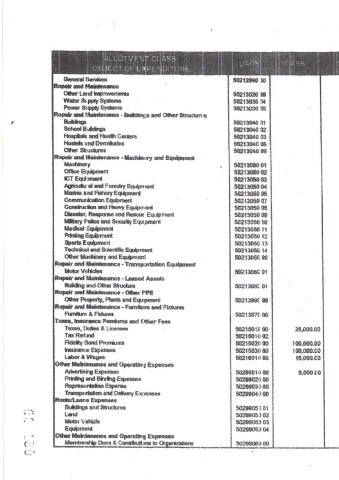 ALLOTMENT CLASS/ OBJECT OF EXPENDITURE UACS CLASS
General Services 50212990 00
Repair and Maintenance
Other Land Improvements 50213020 99
Water Supply Systems 50213030 04
Power Supply Systems 50213030 05
Repair and Maintenance - Buildings and Other Structures
Buildings 50213040 01
School Buildings 50213040 02
Hospitals and Health Centers 50213040 03
Hostels and Dormitories 50213040 06
Other Structures 50213040 99
Repair and Maintenance - Machinery and Equipment
Machinery 50213050 01
Office Equipment 50213050 02
ICT Equipment 50213050 03
Agricultural and Forestry Equipment 50213050 04
Marine and Fishery Equipment 50213050 05
Communication Equipment 50213050 07
Construction and Heavy Equipment 50213050 08
Disaster, Response and Rescue Equipment 50213050 09
Military Police and Security Equipment 50213050 10
Medical Equipment 50213050 11
Printing Equipment 50213050 12
Sports Equipment 50213050 13
Technical and Scientific Equipment 50213050 14
Other Machinery and Equipment 50213050 99
Repair and Maintenance - Transportation Equipment
Motor Vehicles 50213060 01
Repair and Maintenance - Leased Assets
Building and Other Structure 50213080 01
Repair and Maintenance - Other PPE
Other Property, Plants and Equipment 50213990 99
Repair and Maintenance - Furniture and Fixtures
Furniture & Fixtures 50213070 00
Taxes, Insurance Premiums and Other Fees
Taxes, Duties & Licenses 50215010 00 25,000.00
Tax Refund 50215010 02
Fidelity Bond Premiums 50215020 00 100,000.00
Insurance Expenses 50215030 00 100,000.00
Labor & Wages 50216010 00 15,000.00
Other Maintenance and Operating Expenses
Advertising Expenses 50299010 00 5,000.00
Printing and Binding Expenses 50299020 00
Representation Expense 50299030 00
Transportation and Delivery Expenses 50299040 00
Rents/Lease Expenses
Buildings and Structures 50299050 01
Land 50299050 02
Motor Vehicle 50299050 03
Equipment 50299050 04
Other Maintenance and Operating Expenses
Membership Dues & Contributions to Organizations 50299060 00